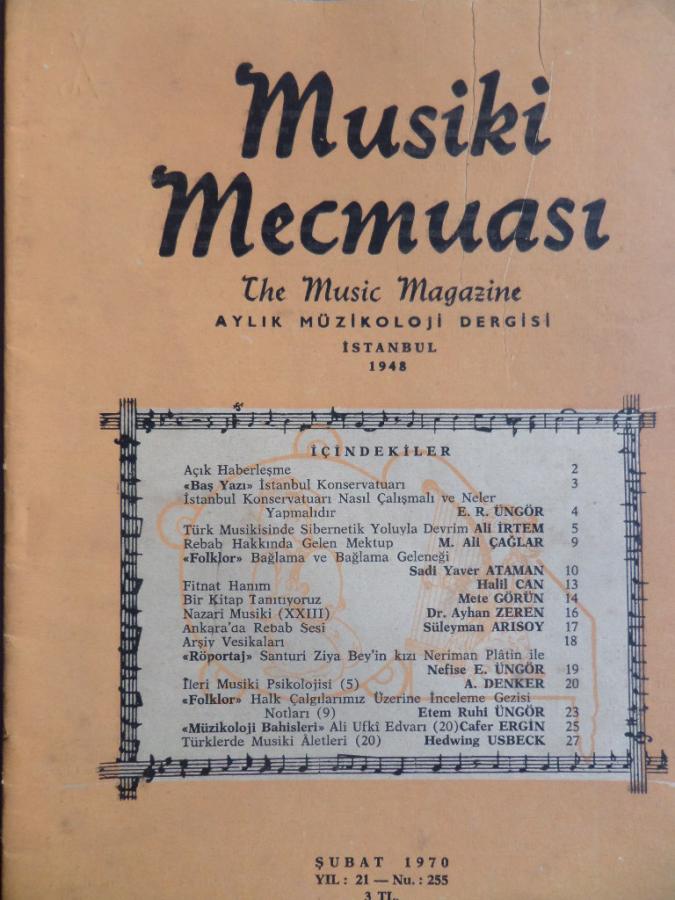 Musiki
Mecmuası
The Music Magazine
AYLIK MÜZİKOLOJİ DERGİSİ
İSTANBUL
1948
İÇİNDEKİLER
Açık Haberleşme 2
«Baş Yazı» İstanbul Konservatuarı 3
İstanbul Konservatuarı Nasıl Çalışmalı ve Neler
Yapmalıdır E. R. ÜNGÖR 4
Türk Musikisinde Sibernetik Yoluyla Devrim Ali İRTEM 5
Rebab Hakkında Gelen Mektup M. Ali ÇAĞLAR 9
«Folklor» Bağlama ve Bağlama Geleneği
Sadi Yaver ATAMAN 10
Fitnat Hanım Halil CAN 13
Bir Kitap Tanıtıyoruz Mete GÖRÜN 14
Nazari Musiki (XXIII) Dr. Ayhan ZEREN 16
Ankara'da Rebab Sesi Süleyman ARISOY 17
Arşiv Vesikaları 18
«Röportaj» Santuri Ziya Bey'in kızı Neriman Plâtin ile
Nefise E. ÜNGÖR 19
İleri Musiki Psikolojisi (5) A. DENKER 20
«Folklor» Halk Çalgılarımız Üzerine İnceleme Gezisi
Notları (9) Etem Ruhi ÜNGÖR 23
«Müzikoloji Bahisleri» Ali Ufkî Edvarı (20) Cafer ERGİN 25
Türklerde Musiki Âletleri (20) Hedwing USBECK 27
ŞUBAT 1970
YIL : 21 — Nu. : 255
3 TL.